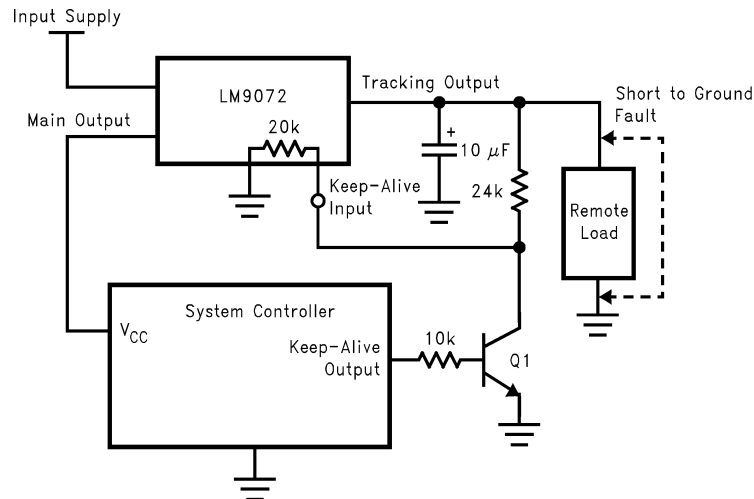 Input Supply
LM9072
Tracking Output
Short to Ground
Fault
Main Output
20k
+
10 μF
Keep-Alive
Input
24k
Remote
Load
System Controller
VCC
Keep-Alive
Output
10k
Q1